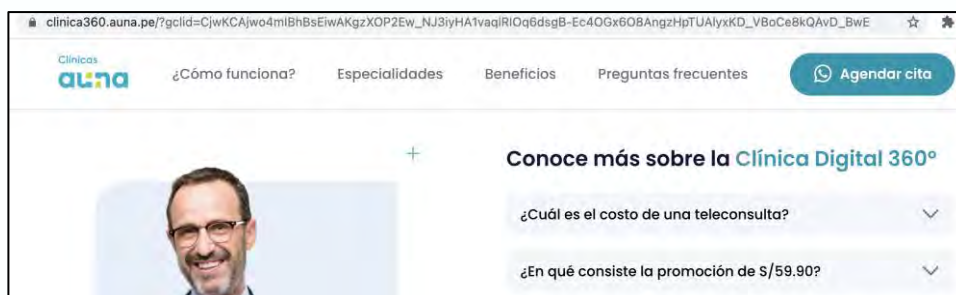 clinica360.auna.pe/?gclid=CjwKCAjwo4mIBhBsEiwAKgzXOP2Ew_NJ3iyHA1vaqiRIOq6dsgB-Ec4OGx6O8AngzHpTUAlyxKD_VBoCe8kQAvD_BwE
Clínicas
auna
¿Cómo funciona?
Especialidades
Beneficios
Preguntas frecuentes
Agendar cita
Conoce más sobre la Clínica Digital 360°
¿Cuál es el costo de una teleconsulta?
¿En qué consiste la promoción de S/59.90?